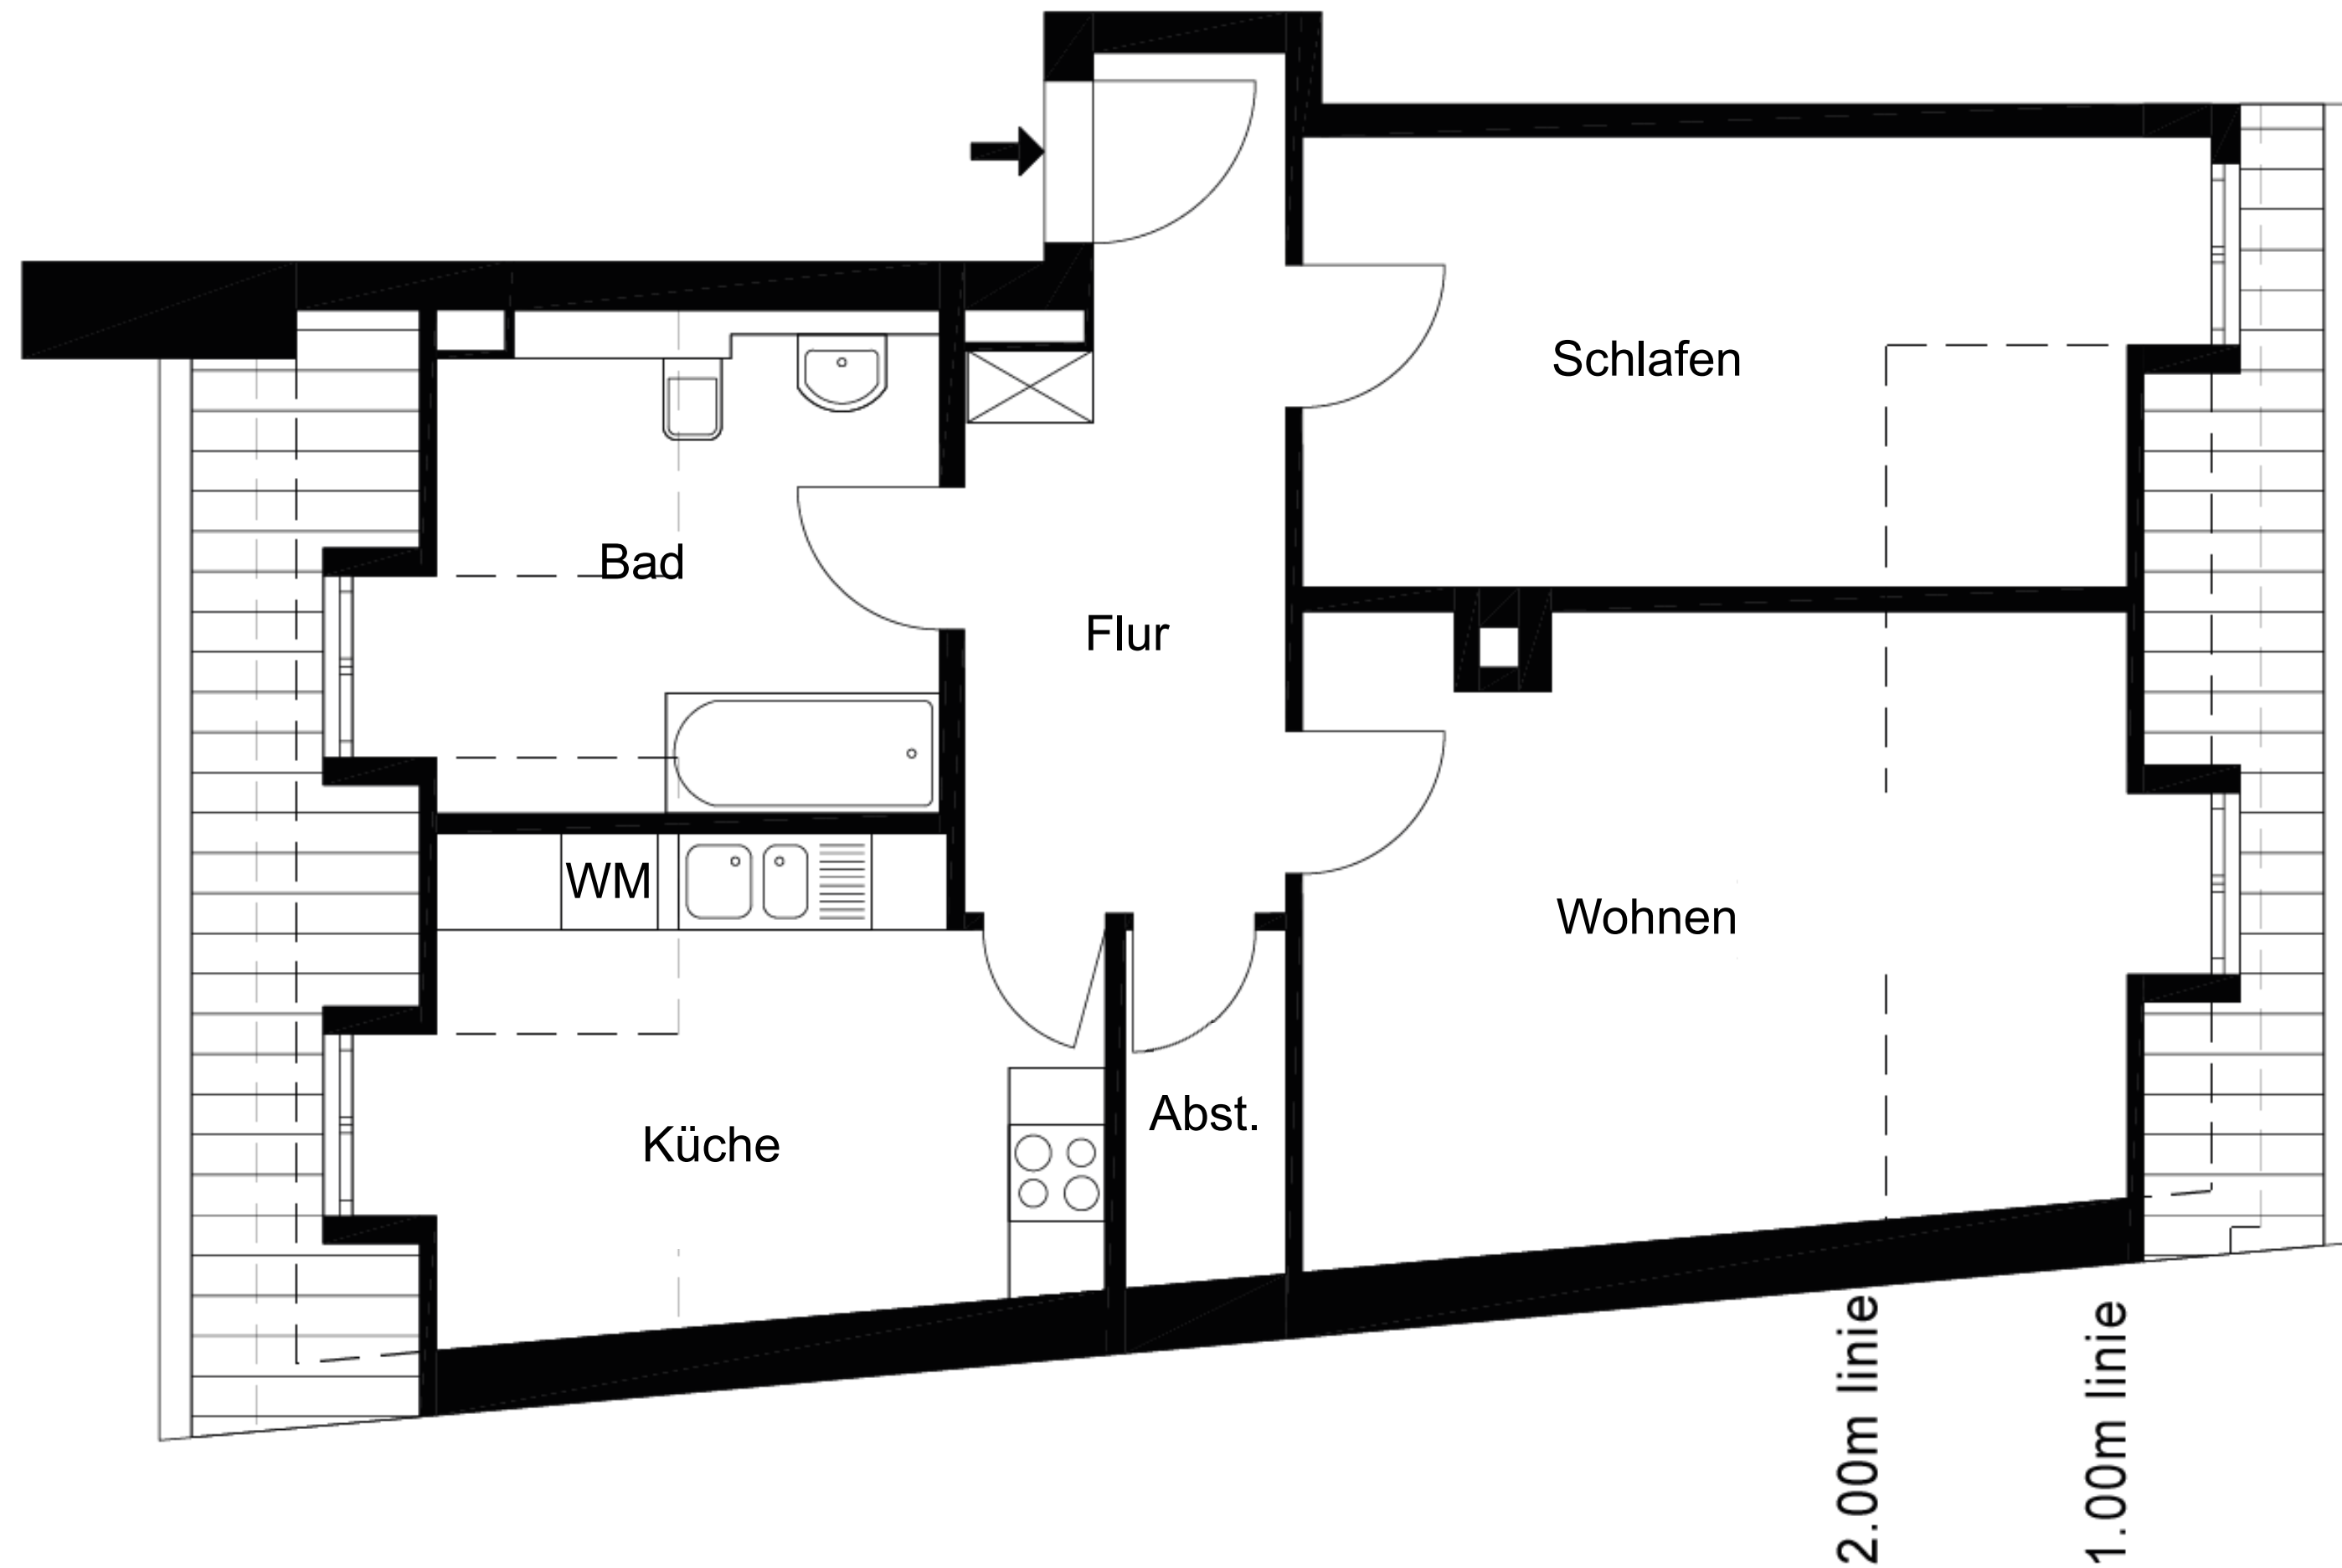 Schlafen
Bad
Flur
WM
Wohnen
Abst.
Küche
2.00m linie
1.00m linie